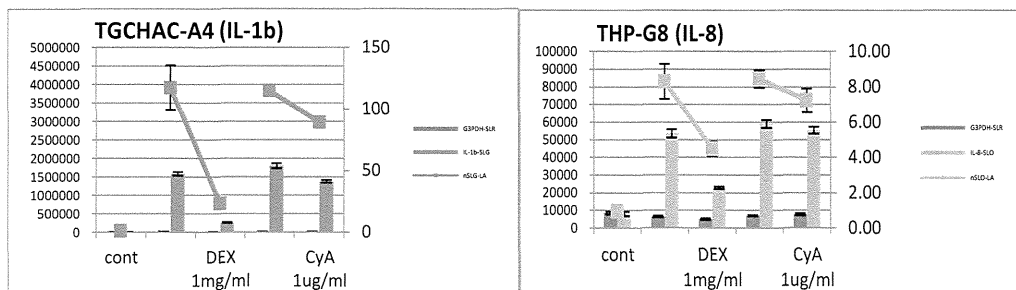 TGCHAC-A4 (IL-1b)
5000000
4500000
4000000
3500000
3000000
2500000
2000000
1500000
1000000
500000
0
150
100
50
0
cont
DEX
1mg/ml
CyA
1ug/ml
G3PDH-SLR
IL-1b-SLG
nSLG-LA
THP-G8 (IL-8)
100000
90000
80000
70000
60000
50000
40000
30000
20000
10000
0
10.00
8.00
6.00
4.00
2.00
0.00
cont
DEX
1mg/ml
CyA
1ug/ml
G3PDH-SLR
IL-8-SLO
nSLO-LA